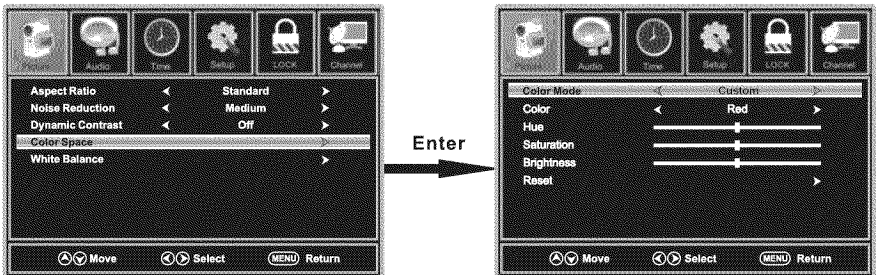 Picture Audio Time Setup LOCK Channel
Aspect Ratio Standard
Noise Reduction Medium
Dynamic Contrast Off
Color Space
White Balance
Move Select MENU Return
Enter
Picture Audio Time Setup LOCK Channel
Color Mode Custom
Color Red
Hue
Saturation
Brightness
Reset
Move Select MENU Return